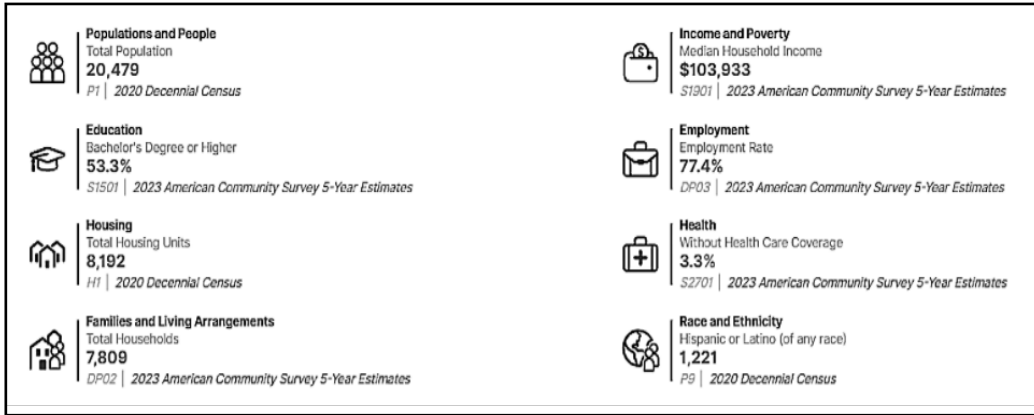 Populations and People
Total Population
20,479
P1 | 2020 Decennial Census
Education
Bachelor's Degree or Higher
53.3%
S1501 | 2023 American Community Survey 5-Year Estimates
Housing
Total Housing Units
8,192
H1 | 2020 Decennial Census
Families and Living Arrangements
Total Households
7,809
DP02 | 2023 American Community Survey 5-Year Estimates
Income and Poverty
Median Household Income
$103,933
S1901 | 2023 American Community Survey 5-Year Estimates
Employment
Employment Rate
77.4%
DP03 | 2023 American Community Survey 5-Year Estimates
Health
Without Health Care Coverage
3.3%
S2701 | 2023 American Community Survey 5-Year Estimates
Race and Ethnicity
Hispanic or Latino (of any race)
1,221
P9 | 2020 Decennial Census